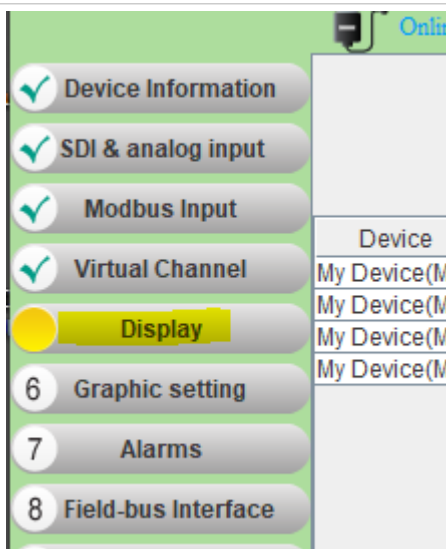 Onlin
Device Information
SDI & analog input
Modbus Input
Virtual Channel
Display
6 Graphic setting
7 Alarms
8 Field-bus Interface
Device
My Device(M
My Device(M
My Device(M
My Device(M